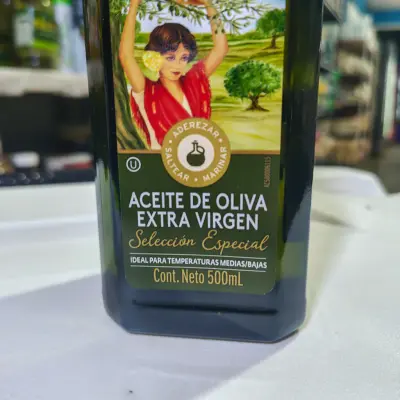 ADEREZAR
SALTEAR • MARINAR
U
ACEITE DE OLIVA
EXTRA VIRGEN
Selección Especial
IDEAL PARA TEMPERATURAS MEDIAS/BAJAS
Cont. Neto 500mL